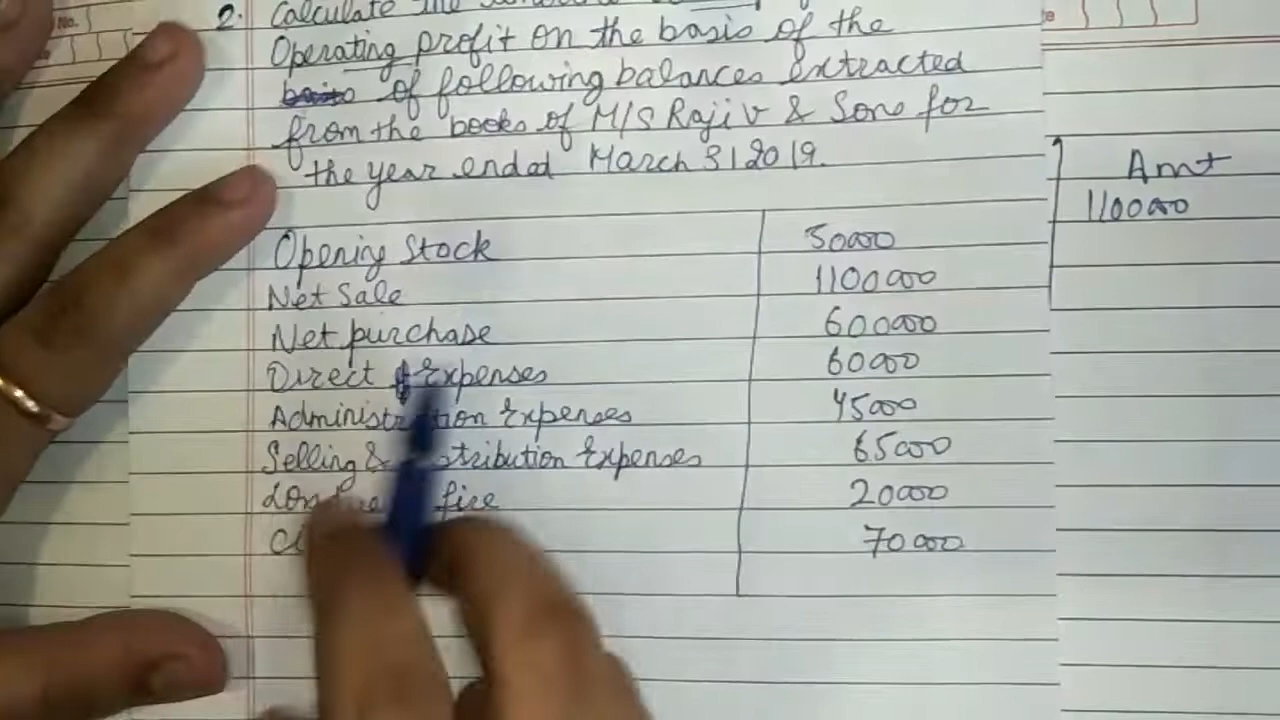 No.
2. Calculate The
Operating profit on the basis of the
of following balances extracted
from the books of M/S Rajiv & Sons for
the year ended March 31 2019.
Amt
110000
Opening Stock 50000
Net Sale 1100000
Net purchase 600000
Direct Expenses 60000
Administration Expenses 45000
Selling & Distribution Expenses 65000
fire 20000
70000